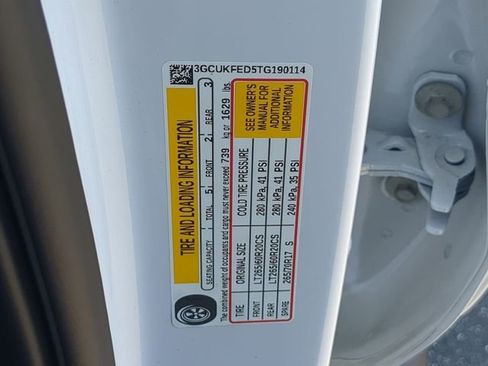 3GCUKFED5TG190114
TIRE AND LOADING INFORMATION
SEATING CAPACITY TOTAL 5 FRONT 2 REAR 3
The combined weight of occupants and cargo must never exceed 739 kg or 1629 lbs
TIRE ORIGINAL SIZE COLD TIRE PRESSURE
FRONT LT265/60R20CS 280 kPa, 41 PSI
REAR LT265/60R20CS 280 kPa, 41 PSI
SPARE 265/70R17 S 240 kPa, 35 PSI
SEE OWNER'S
MANUAL FOR
ADDITIONAL
INFORMATION